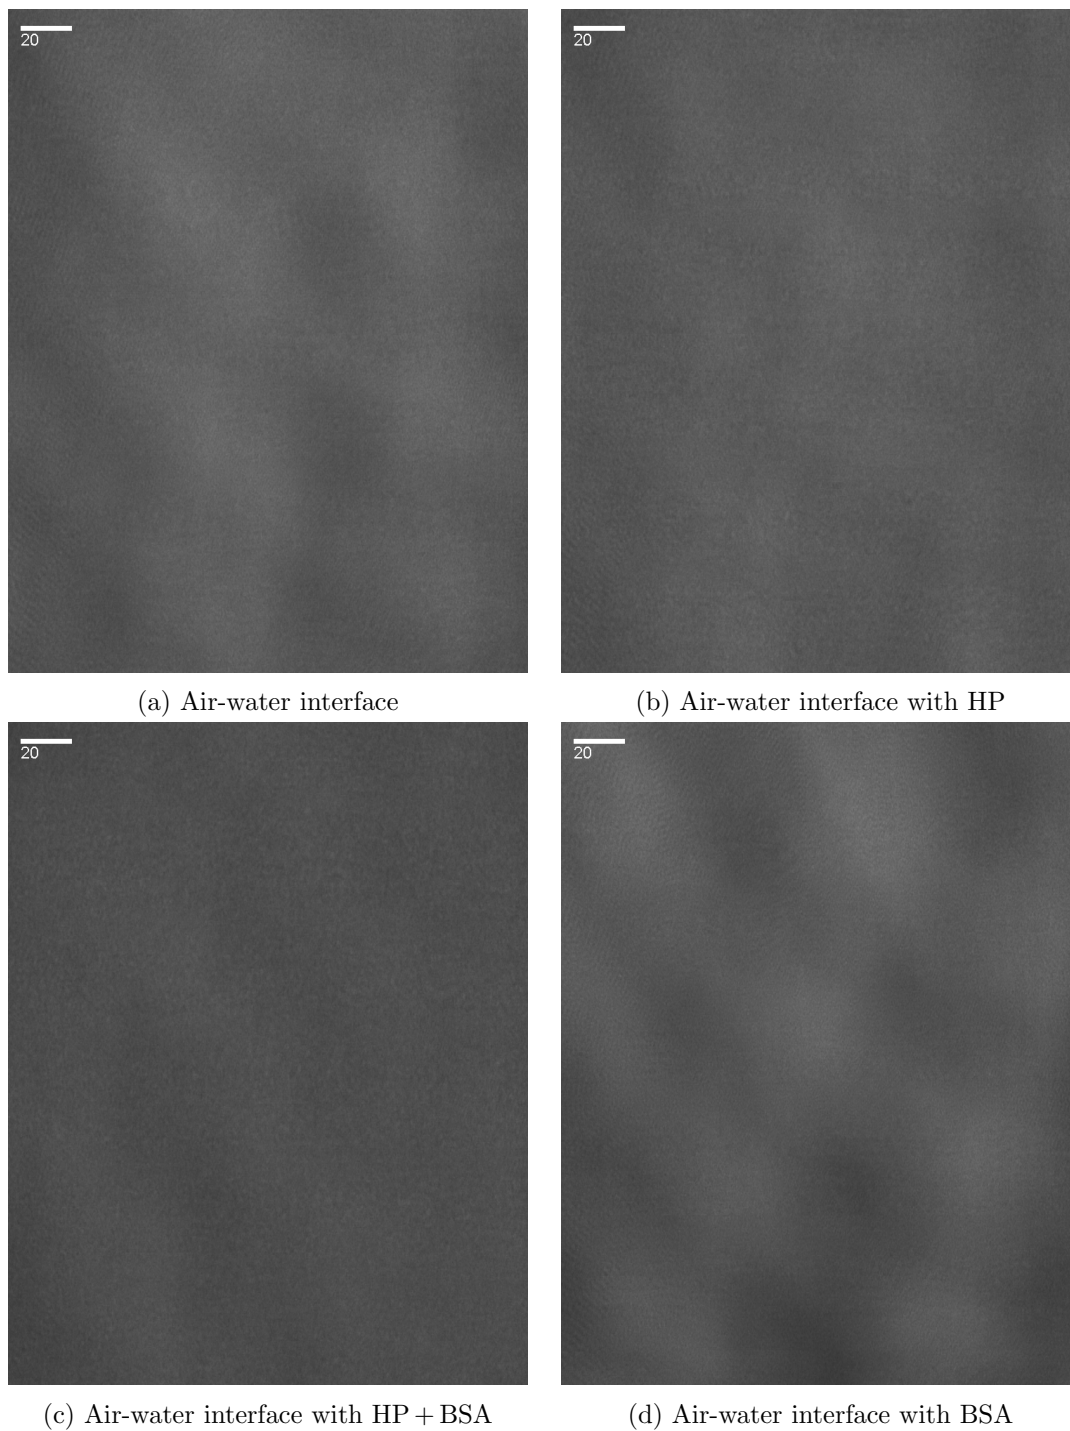 20
20
(a) Air-water interface
(b) Air-water interface with HP
20
20
(c) Air-water interface with HP + BSA
(d) Air-water interface with BSA